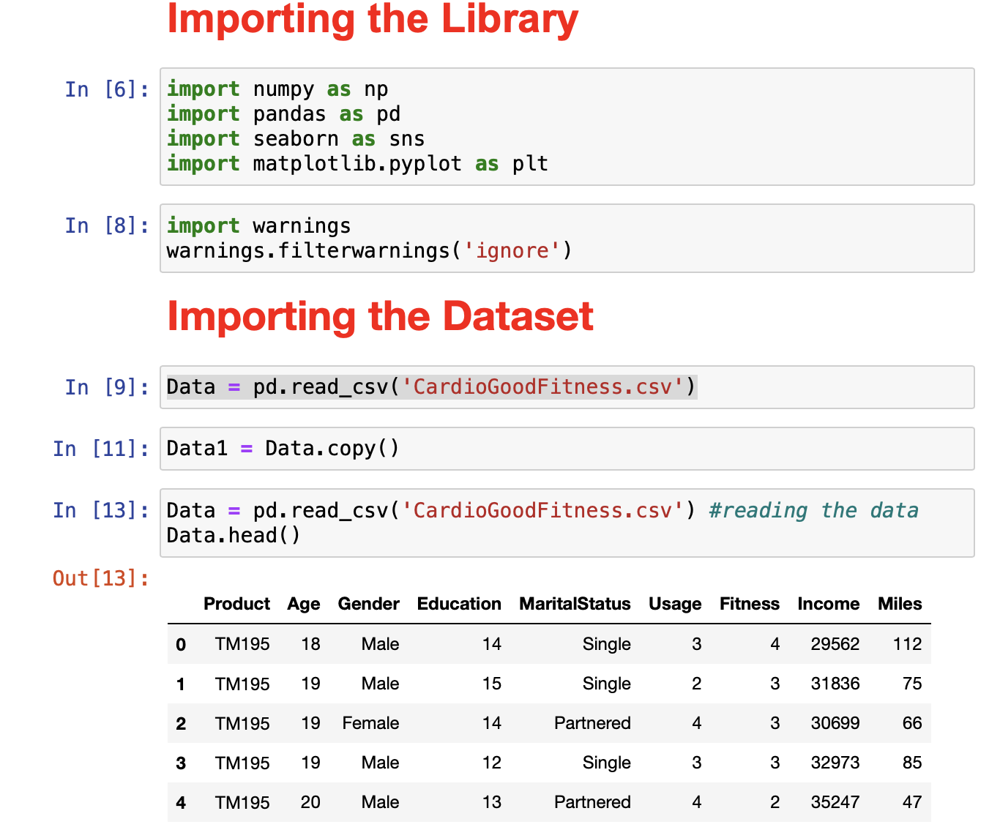 Importing the Library
In [6]: import numpy as np
import pandas as pd
import seaborn as sns
import matplotlib.pyplot as plt
In [8]: import warnings
warnings.filterwarnings('ignore')
Importing the Dataset
In [9]: Data = pd.read_csv('CardioGoodFitness.csv')
In [11]: Data1 = Data.copy()
In [13]: Data = pd.read_csv('CardioGoodFitness.csv') #reading the data
Data.head()
Out[13]:
Product Age Gender Education MaritalStatus Usage Fitness Income Miles
0 TM195 18 Male 14 Single 3 4 29562 112
1 TM195 19 Male 15 Single 2 3 31836 75
2 TM195 19 Female 14 Partnered 4 3 30699 66
3 TM195 19 Male 12 Single 3 3 32973 85
4 TM195 20 Male 13 Partnered 4 2 35247 47